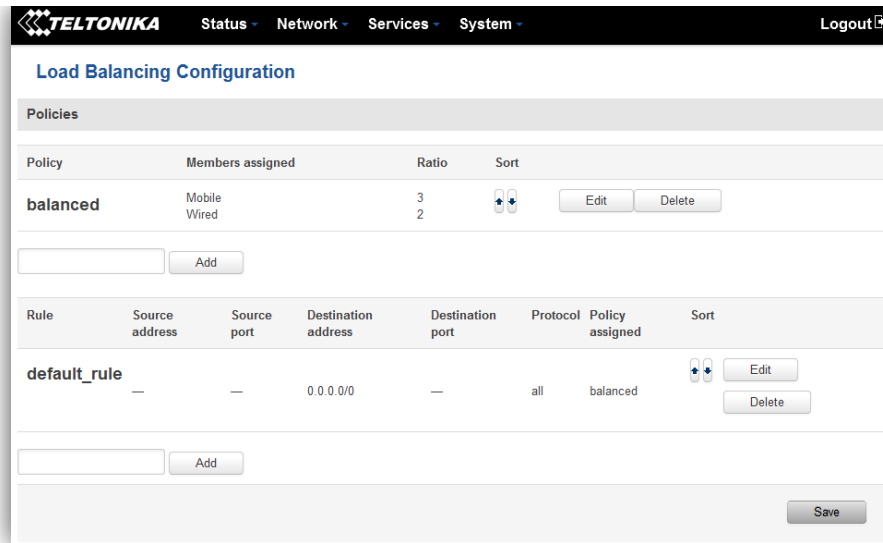 TELTONIKA Status Network Services System Logout
Load Balancing Configuration
Policies
Policy Members assigned Ratio Sort
balanced Mobile 3 Edit Delete
Wired 2
Add
Rule Source address Source port Destination address Destination port Protocol Policy assigned Sort
default_rule — — 0.0.0.0/0 — all balanced Edit
Delete
Add
Save